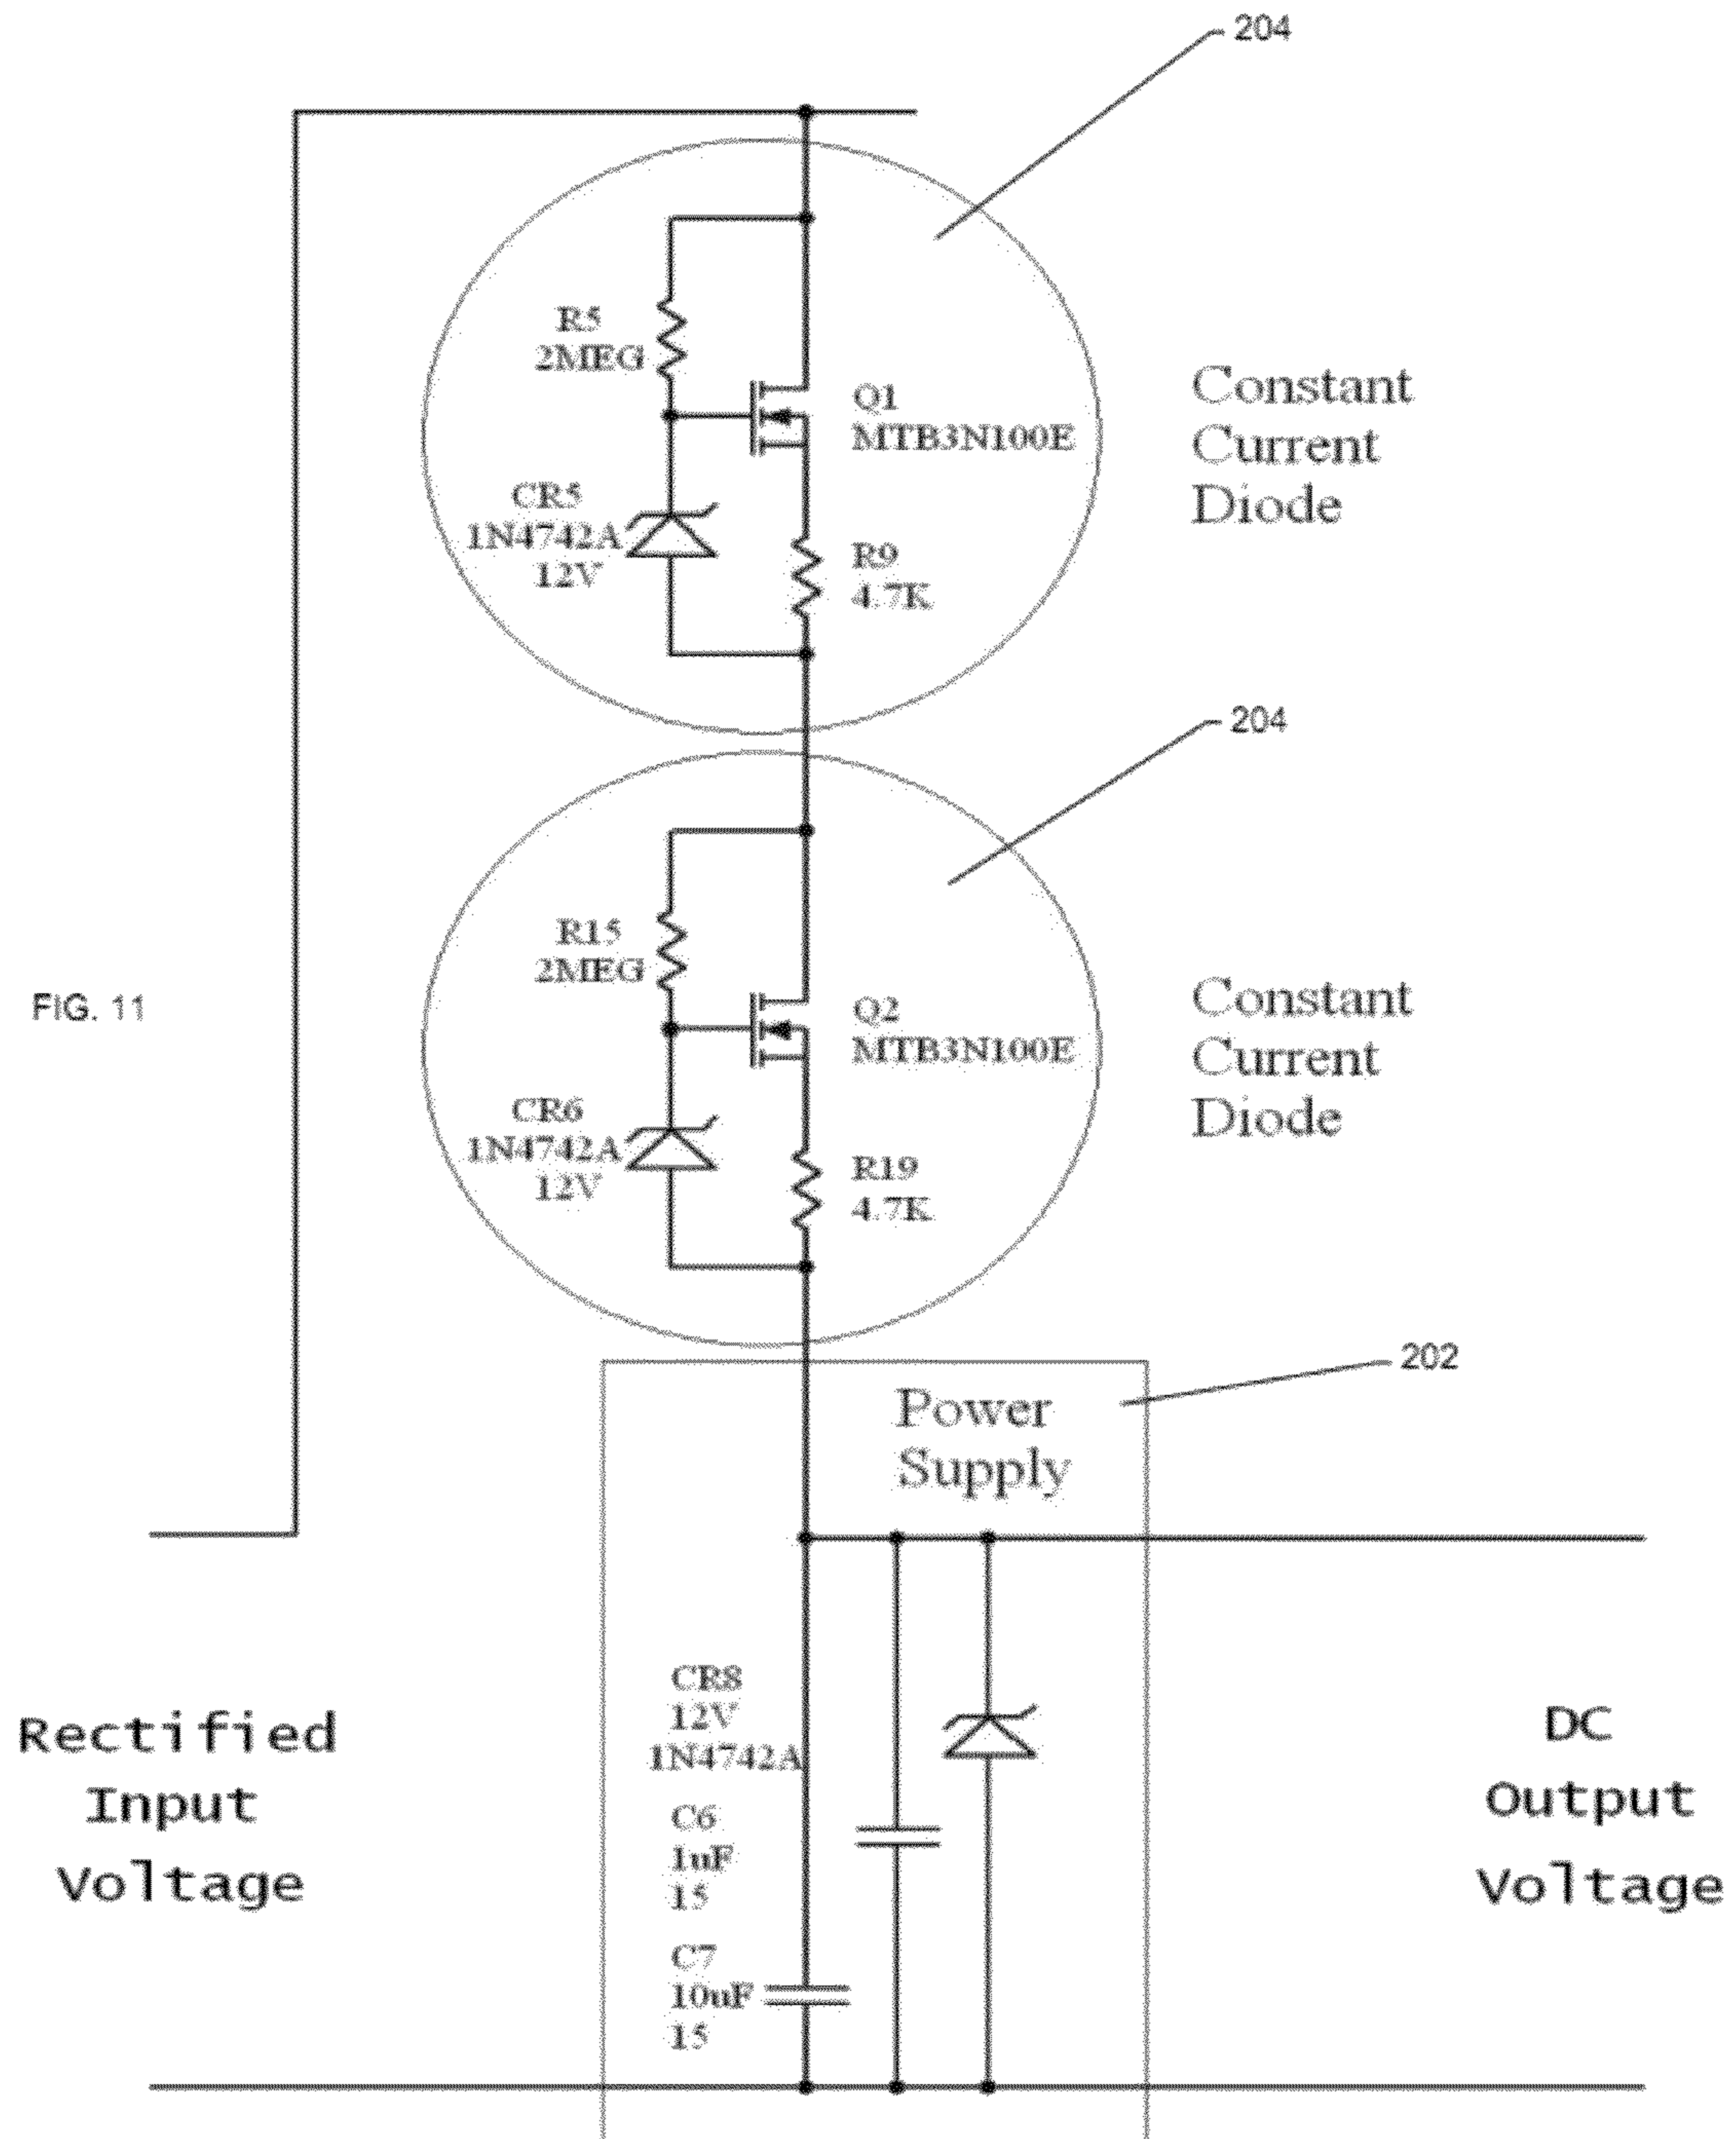 204
R5
2MEG
Q1
MTB3N100E
CR5
1N4742A
12V
R9
4.7K
Constant
Current
Diode
204
R15
2MEG
Q2
MTB3N100E
CR6
1N4742A
12V
R19
4.7K
Constant
Current
Diode
FIG. 11
202
Power
Supply
CR8
12V
1N4742A
C6
1uF
15
C7
10uF
15
Rectified
Input
Voltage
DC
Output
Voltage